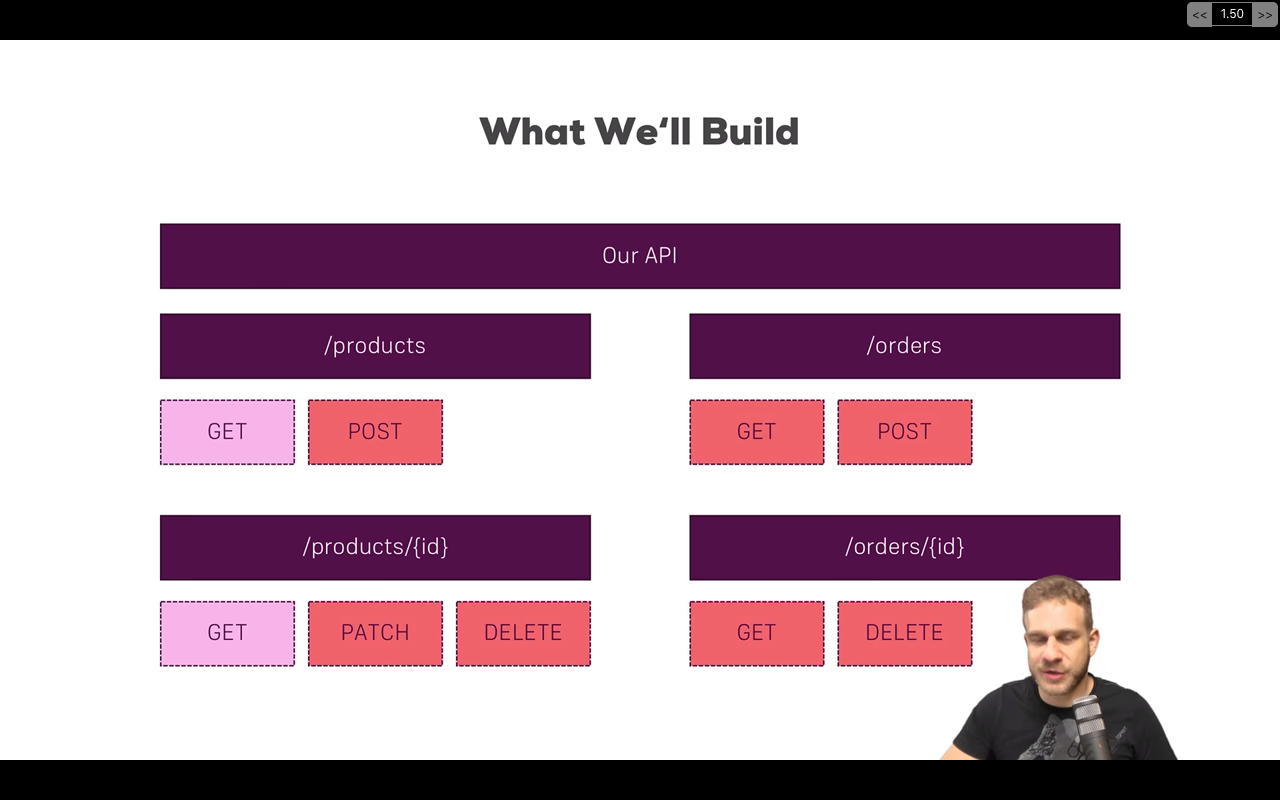 << 1.50 >>
What We‘ll Build
Our API
/products
/orders
GET POST
GET POST
/products/{id}
/orders/{id}
GET PATCH DELETE
GET DELETE